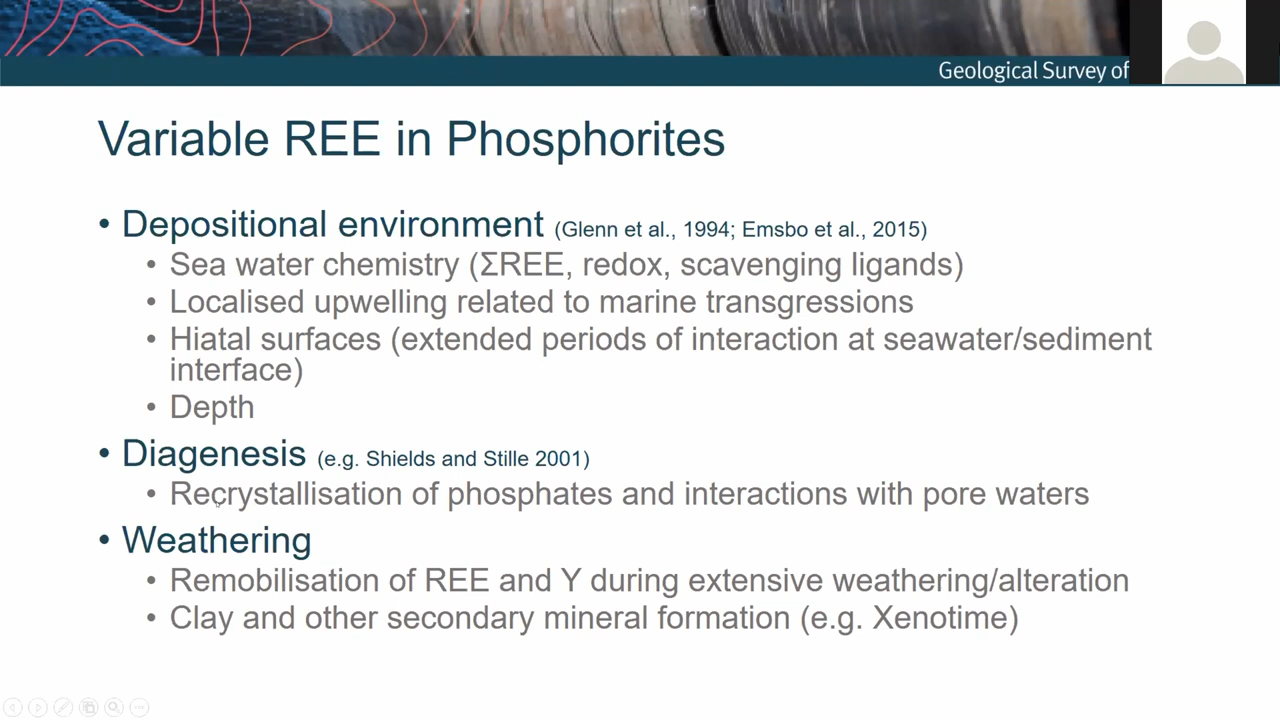 Geological Survey of
Variable REE in Phosphorites
• Depositional environment (Glenn et al., 1994; Emsbo et al., 2015)
• Sea water chemistry (ΣREE, redox, scavenging ligands)
• Localised upwelling related to marine transgressions
• Hiatal surfaces (extended periods of interaction at seawater/sediment
interface)
• Depth
• Diagenesis (e.g. Shields and Stille 2001)
• Recrystallisation of phosphates and interactions with pore waters
• Weathering
• Remobilisation of REE and Y during extensive weathering/alteration
• Clay and other secondary mineral formation (e.g. Xenotime)